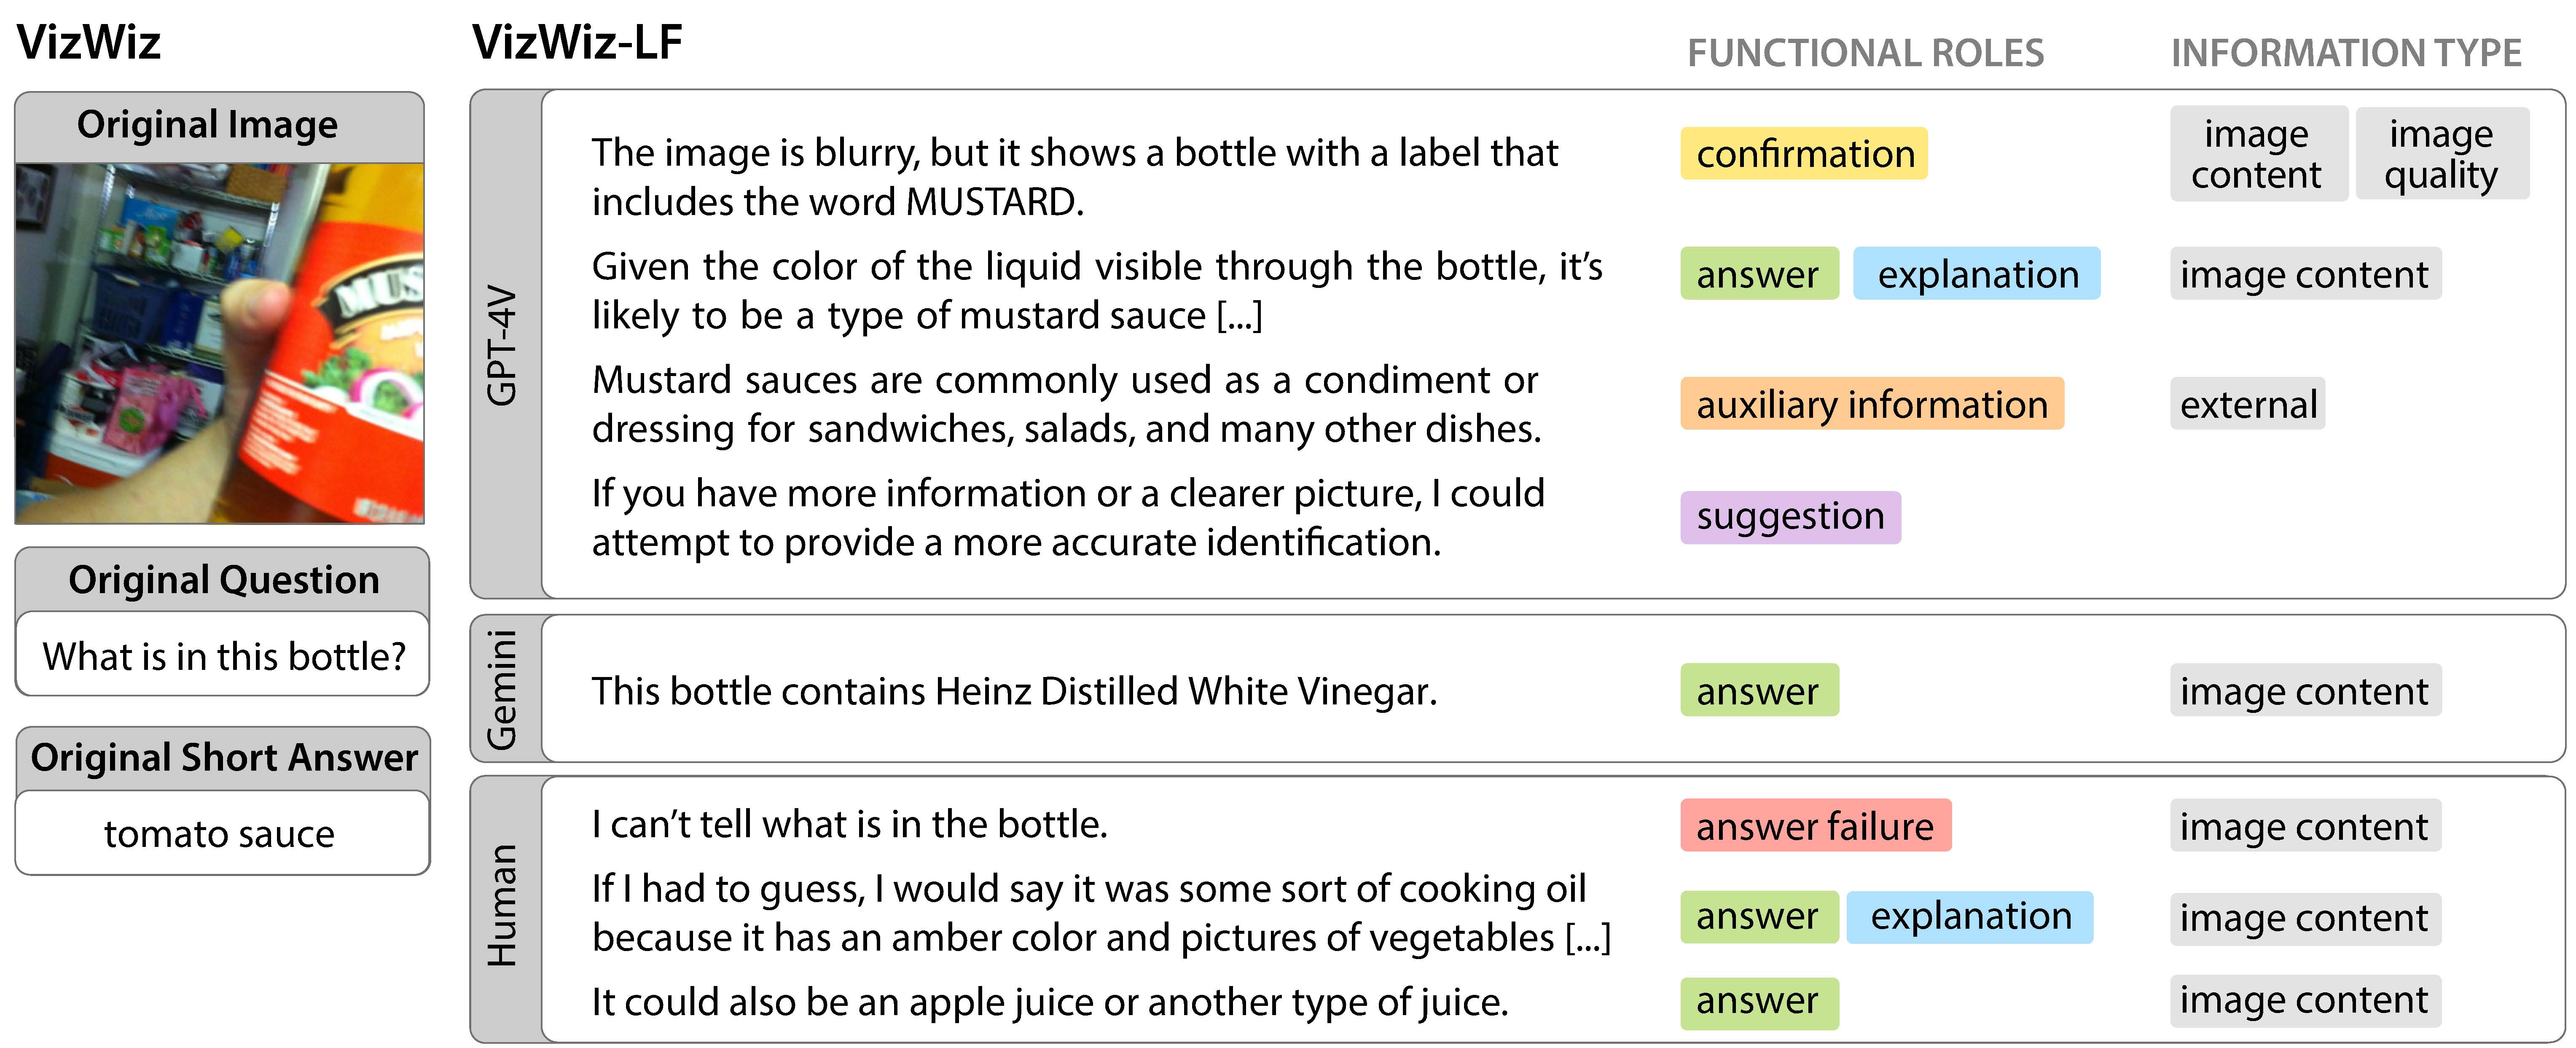 VizWiz
Original Image
MUS
Original Question
What is in this bottle?
Original Short Answer
tomato sauce
VizWiz-LF
FUNCTIONAL ROLES
INFORMATION TYPE
GPT-4V
The image is blurry, but it shows a bottle with a label that
includes the word MUSTARD.
confirmation
image
content
image
quality
Given the color of the liquid visible through the bottle, it's
likely to be a type of mustard sauce [...]
answer
explanation
image content
Mustard sauces are commonly used as a condiment or
dressing for sandwiches, salads, and many other dishes.
auxiliary information
external
If you have more information or a clearer picture, I could
attempt to provide a more accurate identification.
suggestion
Gemini
This bottle contains Heinz Distilled White Vinegar.
answer
image content
Human
I can't tell what is in the bottle.
answer failure
image content
If I had to guess, I would say it was some sort of cooking oil
because it has an amber color and pictures of vegetables [...]
answer
explanation
image content
It could also be an apple juice or another type of juice.
answer
image content